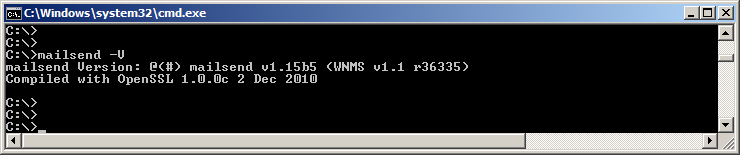 C:\Windows\system32\cmd.exe
C:\>
C:\>
C:\>mailsend -V
mailsend Version: @(#) mailsend v1.15b5 (WNMS v1.1 r36335)
Compiled with OpenSSL 1.0.0c 2 Dec 2010
C:\>
C:\>
C:\>_